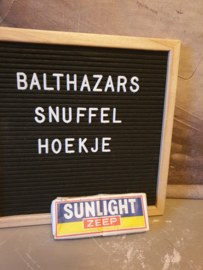 BALTHAZARS
SNUFFEL
HOEKJE
SUNLIGHT
ZEEP